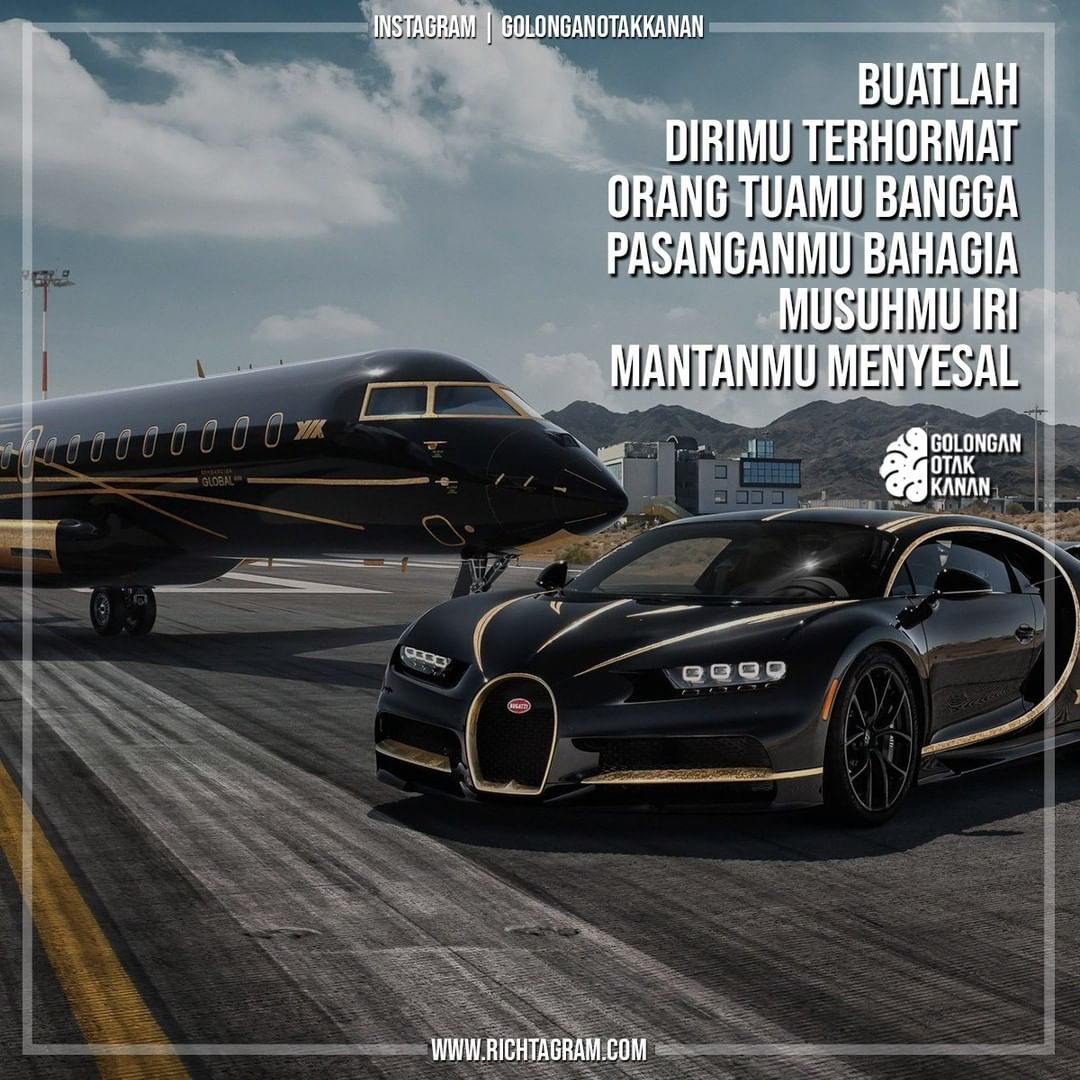 INSTAGRAM | GOLONGANOTAKKANAN
BUATLAH
DIRIMU TERHORMAT
ORANG TUAMU BANGGA
PASANGANMU BAHAGIA
MUSUHMU IRI
MANTANMU MENYESAL
GOLONGAN
OTAK
KANAN
GLOBAL
BUGATTI
WWW.RICHTAGRAM.COM